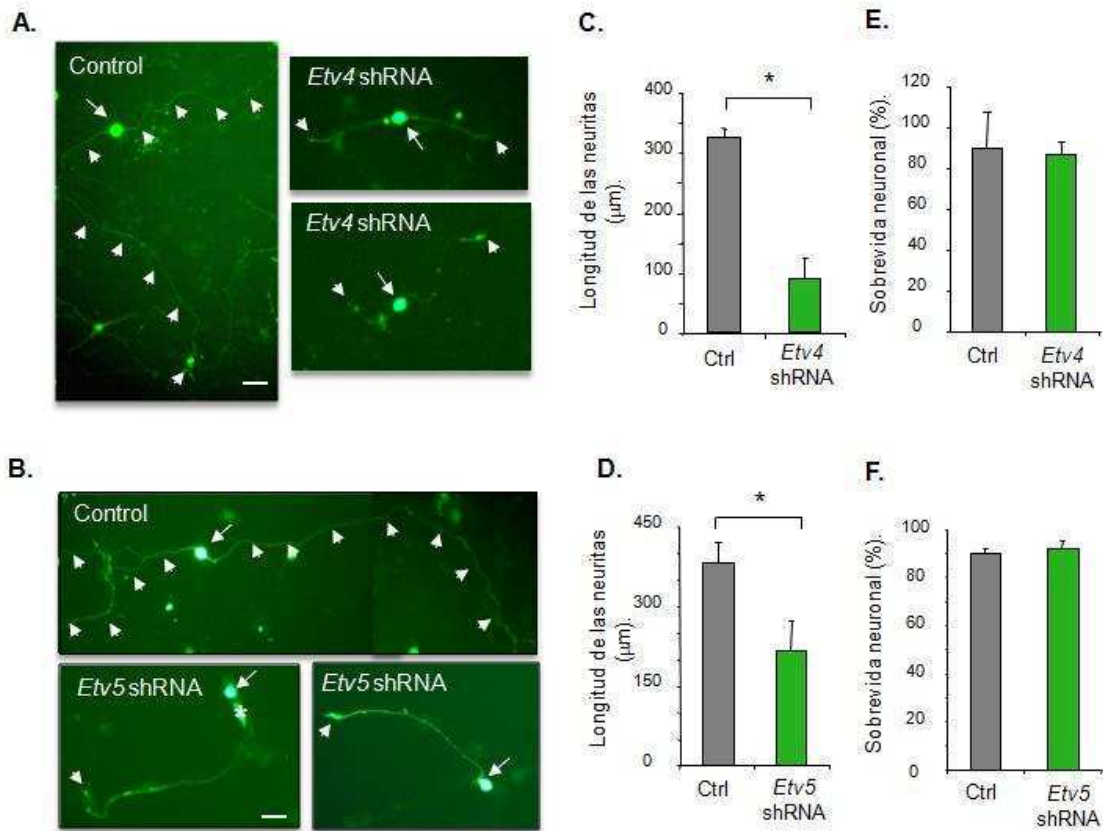 A.
Control
Etv4 shRNA
Etv4 shRNA
C.
Longitud de las neuritas
(µm).
400
300
200
100
0
*
Ctrl
Etv4
shRNA
E.
Sobrevida neuronal (%).
120
100
80
60
40
20
0
Ctrl
Etv4
shRNA
B.
Control
Etv5 shRNA
*
Etv5 shRNA
D.
Longitud de las neuritas
(µm).
450
300
150
0
*
Ctrl
Etv5
shRNA
F.
Sobrevida neuronal (%).
100
80
60
40
20
0
Ctrl
Etv5
shRNA